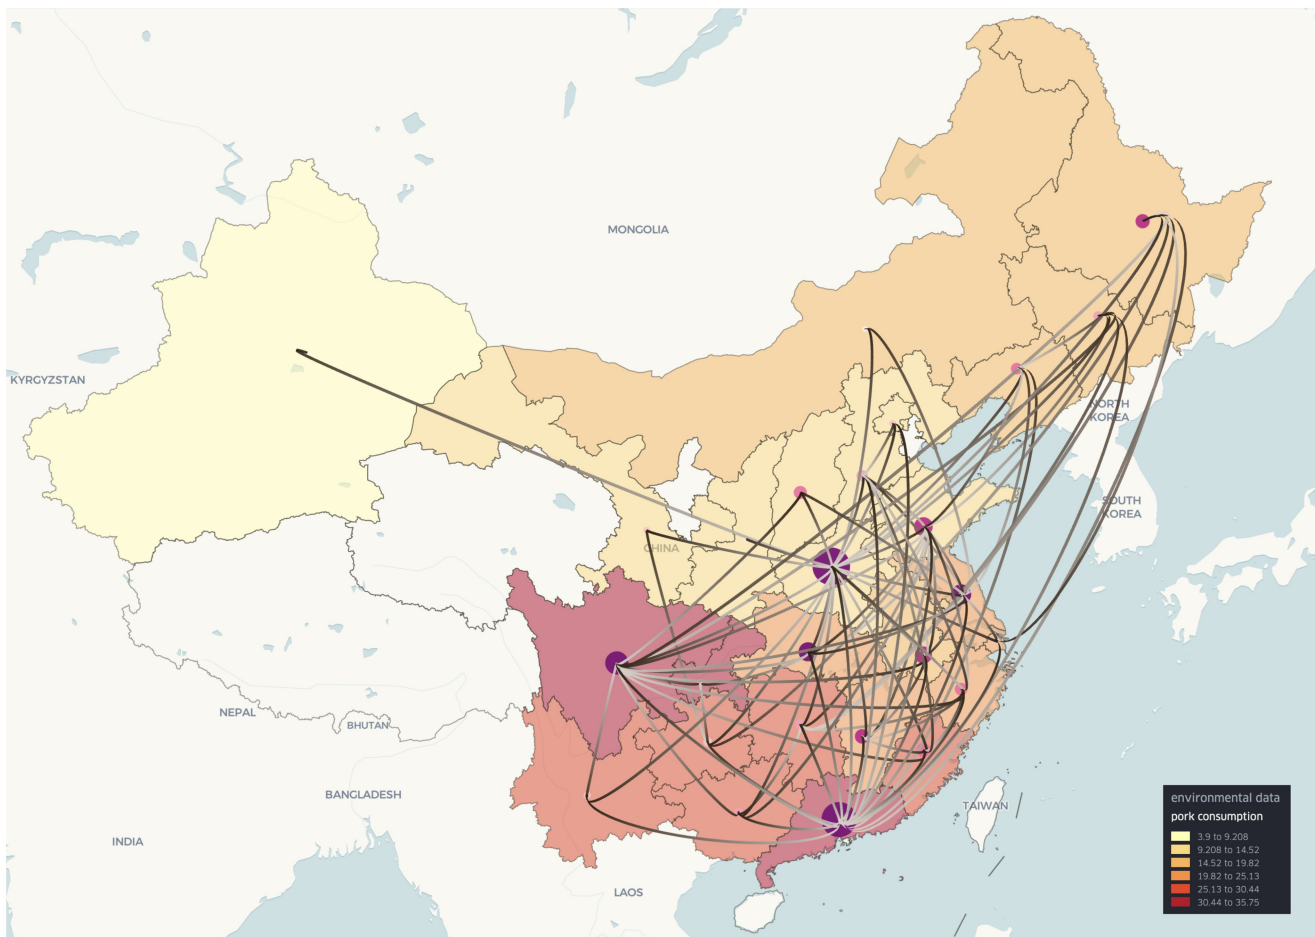 MONGOLIA
KYRGYZSTAN
NORTH
KOREA
SOUTH
KOREA
CHINA
NEPAL
BHUTAN
BANGLADESH
TAIWAN
INDIA
LAOS
environmental data
pork consumption
3.9 to 9.208
9.208 to 14.52
14.52 to 19.82
19.82 to 25.13
25.13 to 30.44
30.44 to 35.75